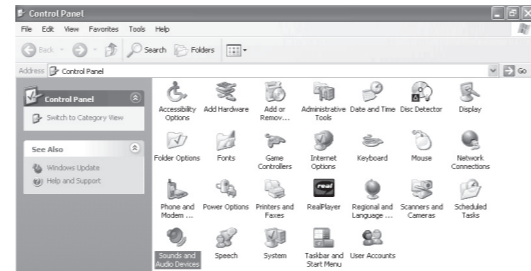 Control Panel
File Edit View Favorites Tools Help
Back Search Folders
Address Control Panel Go
Control Panel
Switch to Category View
See Also
Windows Update
Help and Support
Accessibility Options
Add Hardware
Add or Remov...
Administrative Tools
Date and Time
Disc Detector
Display
Folder Options
Fonts
Game Controllers
Internet Options
Keyboard
Mouse
Network Connections
Phone and Modem ...
Power Options
Printers and Faxes
real
RealPlayer
Regional and Language ...
Scanners and Cameras
Scheduled Tasks
Sounds and Audio Devices
Speech
System
Taskbar and Start Menu
User Accounts